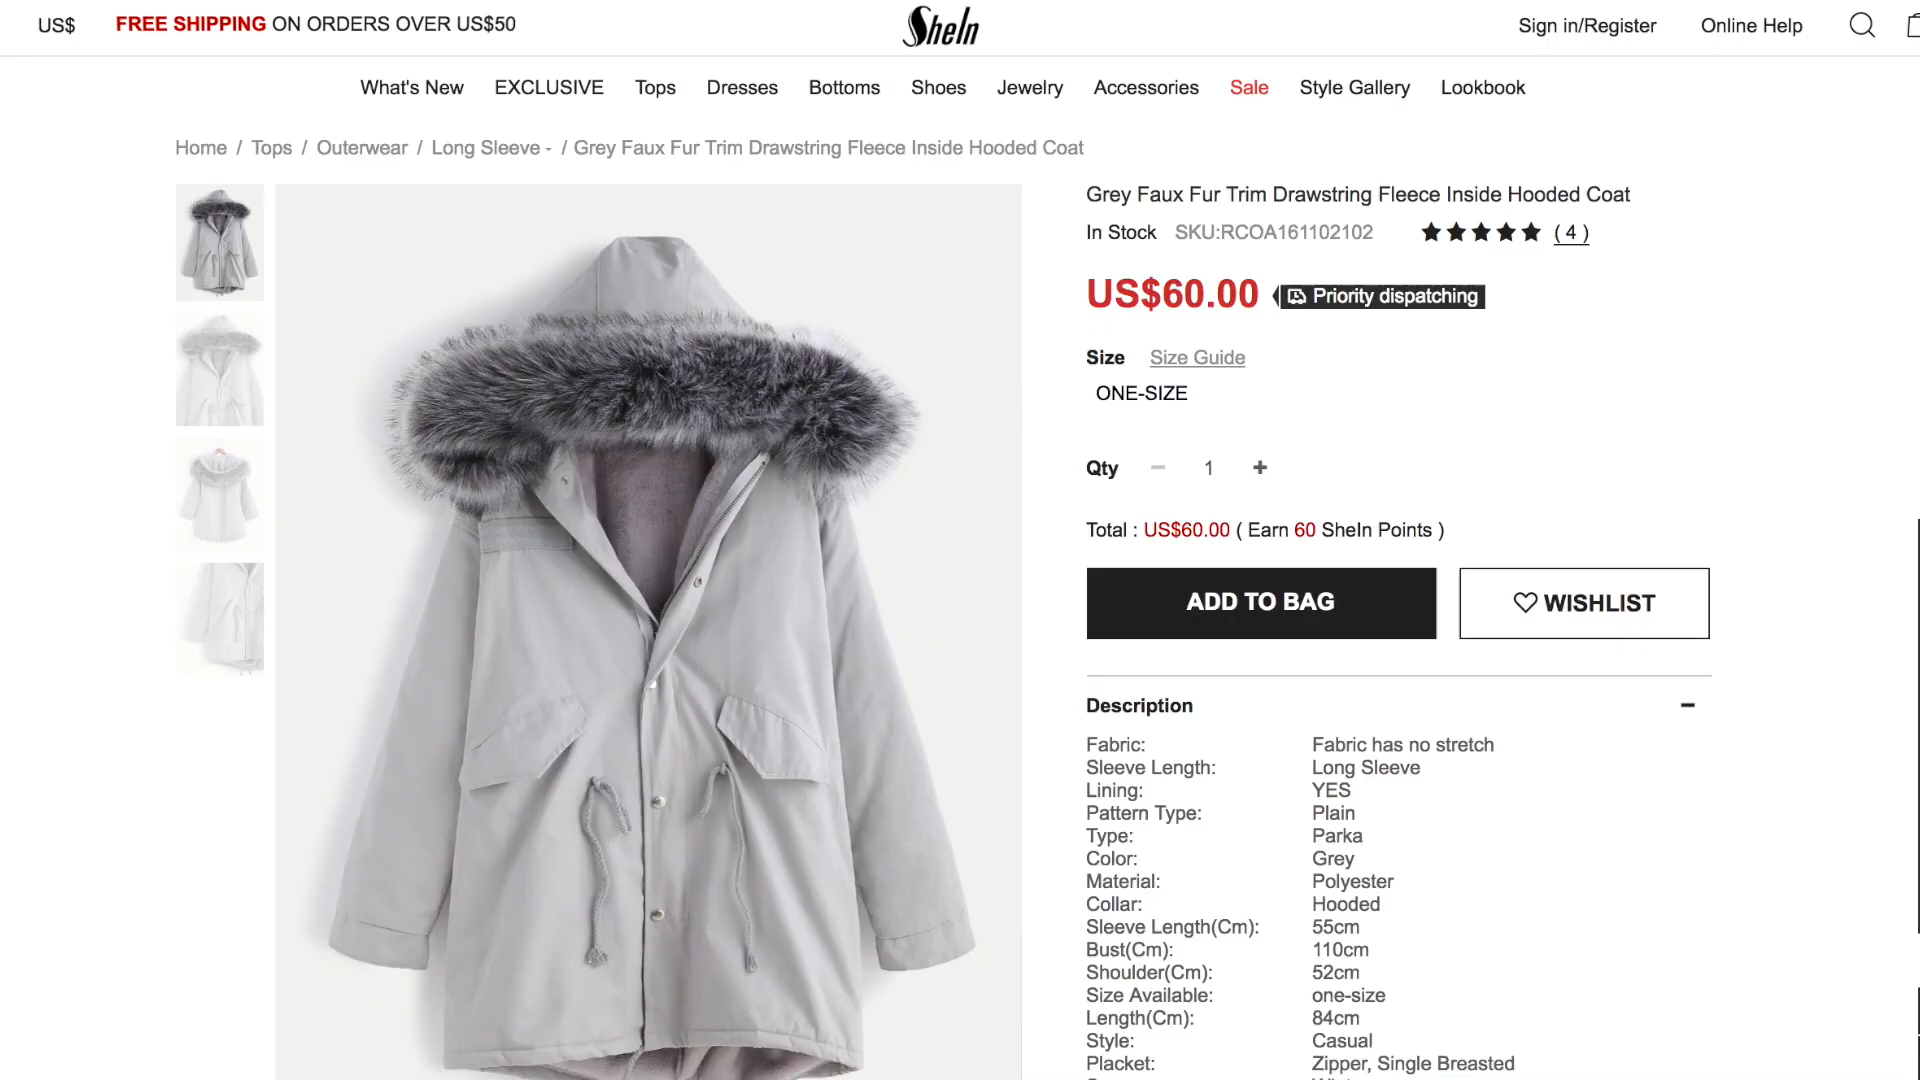 US$ FREE SHIPPING ON ORDERS OVER US$50 SheIn Sign in/Register Online Help
What's New EXCLUSIVE Tops Dresses Bottoms Shoes Jewelry Accessories Sale Style Gallery Lookbook
Home / Tops / Outerwear / Long Sleeve - / Grey Faux Fur Trim Drawstring Fleece Inside Hooded Coat
Grey Faux Fur Trim Drawstring Fleece Inside Hooded Coat
In Stock SKU:RCOA161102102 ( 4 )
US$60.00 Priority dispatching
Size Size Guide
ONE-SIZE
Qty − 1 +
Total : US$60.00 ( Earn 60 SheIn Points )
ADD TO BAG WISHLIST
Description −
Fabric: Fabric has no stretch
Sleeve Length: Long Sleeve
Lining: YES
Pattern Type: Plain
Type: Parka
Color: Grey
Material: Polyester
Collar: Hooded
Sleeve Length(Cm): 55cm
Bust(Cm): 110cm
Shoulder(Cm): 52cm
Size Available: one-size
Length(Cm): 84cm
Style: Casual
Placket: Zipper, Single Breasted